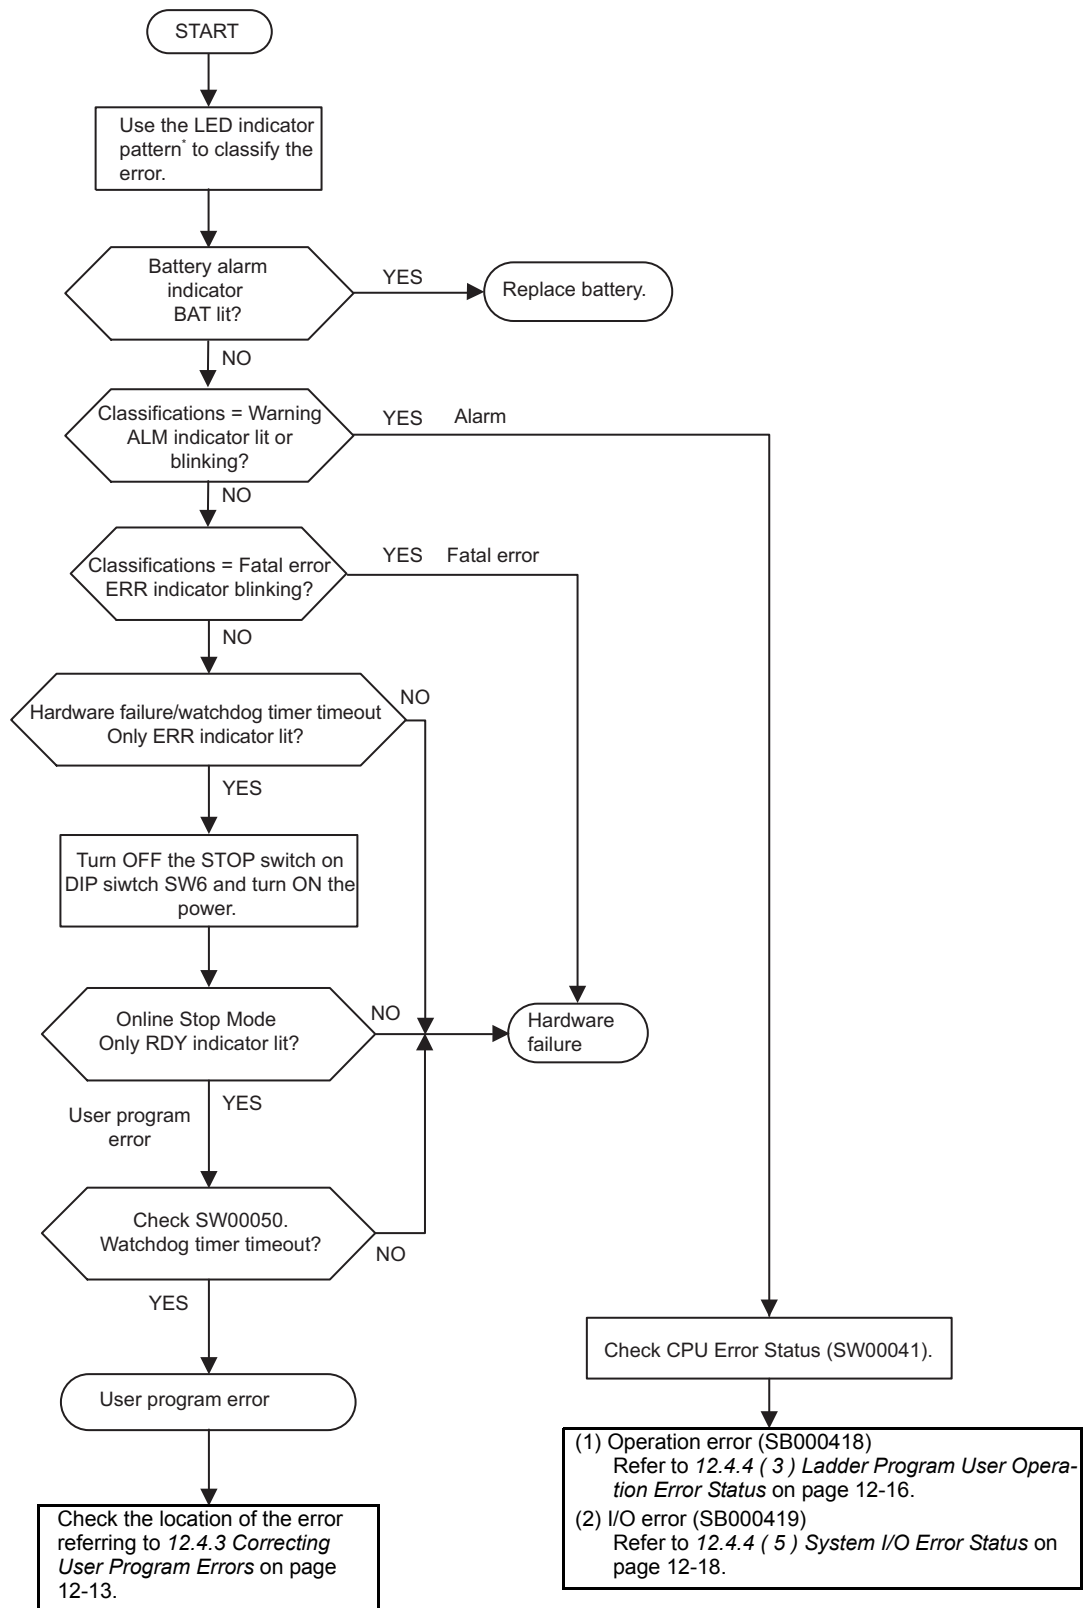 START
Use the LED indicator
pattern* to classify the
error.
Battery alarm
indicator
BAT lit?
YES
Replace battery.
NO
Classifications = Warning
ALM indicator lit or
blinking?
YES Alarm
NO
Classifications = Fatal error
ERR indicator blinking?
YES Fatal error
NO
Hardware failure/watchdog timer timeout
Only ERR indicator lit?
NO
YES
Turn OFF the STOP switch on
DIP siwtch SW6 and turn ON the
power.
Online Stop Mode
Only RDY indicator lit?
NO
Hardware
failure
YES
User program
error
Check SW00050.
Watchdog timer timeout?
NO
YES
User program error
Check the location of the error
referring to 12.4.3 Correcting
User Program Errors on page
12-13.
Check CPU Error Status (SW00041).
(1) Operation error (SB000418)
Refer to 12.4.4 ( 3 ) Ladder Program User Opera-
tion Error Status on page 12-16.
(2) I/O error (SB000419)
Refer to 12.4.4 ( 5 ) System I/O Error Status on
page 12-18.